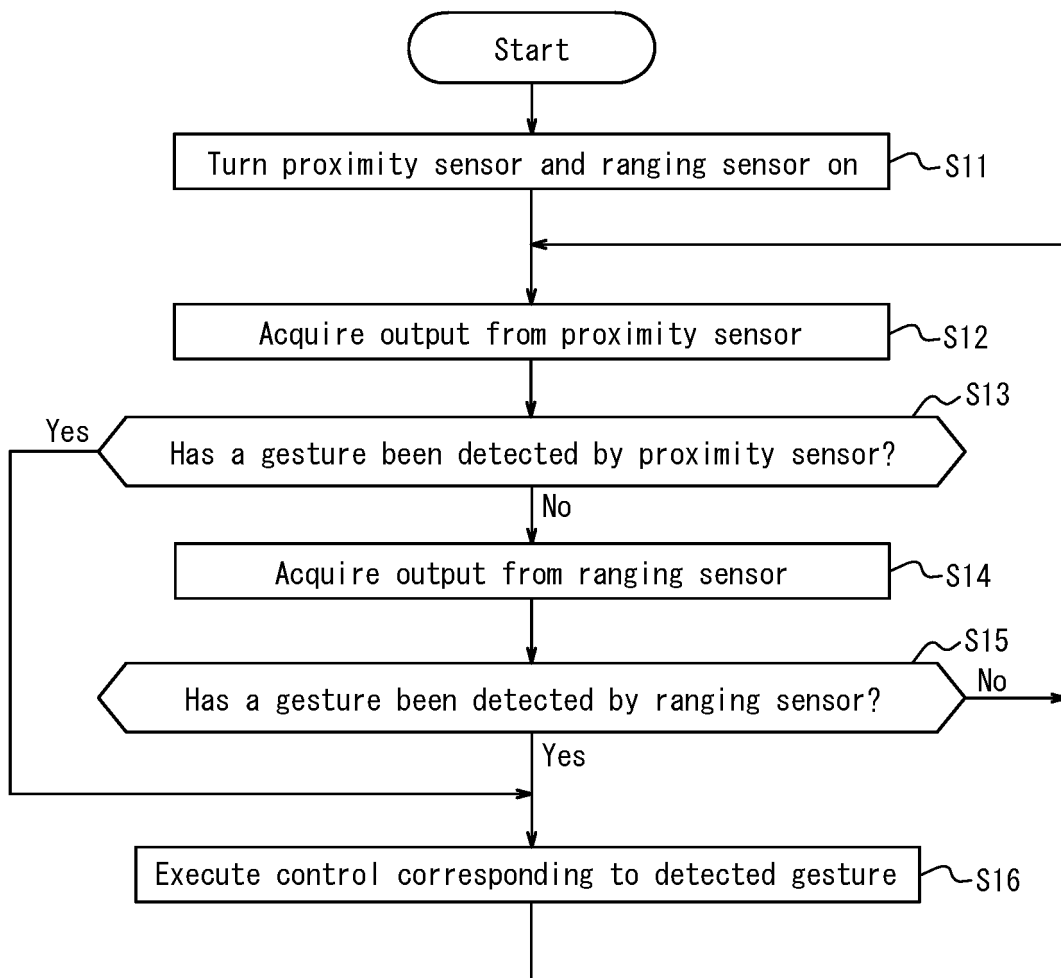 Start
Turn proximity sensor and ranging sensor on
S11
Acquire output from proximity sensor
S12
S13
Yes
Has a gesture been detected by proximity sensor?
No
Acquire output from ranging sensor
S14
S15
Has a gesture been detected by ranging sensor?
No
Yes
Execute control corresponding to detected gesture
S16